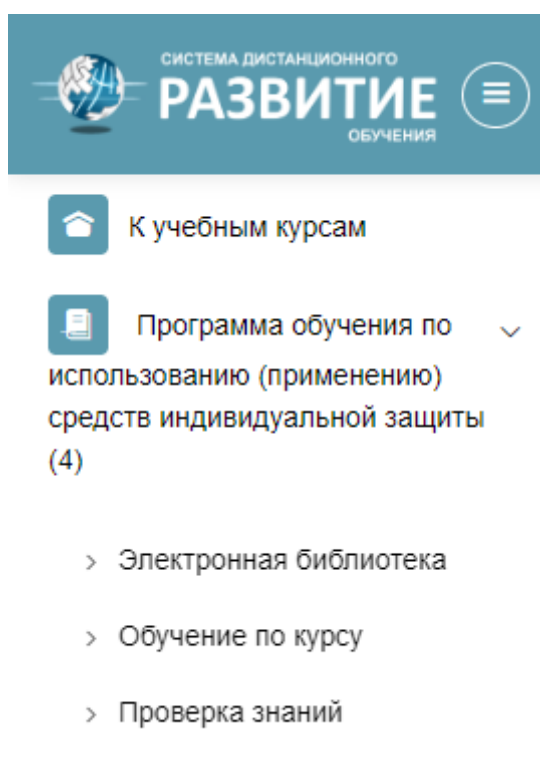 СИСТЕМА ДИСТАНЦИОННОГО
РАЗВИТИЕ
ОБУЧЕНИЯ
К учебным курсам
Программа обучения по
использованию (применению)
средств индивидуальной защиты
(4)
Электронная библиотека
Обучение по курсу
Проверка знаний